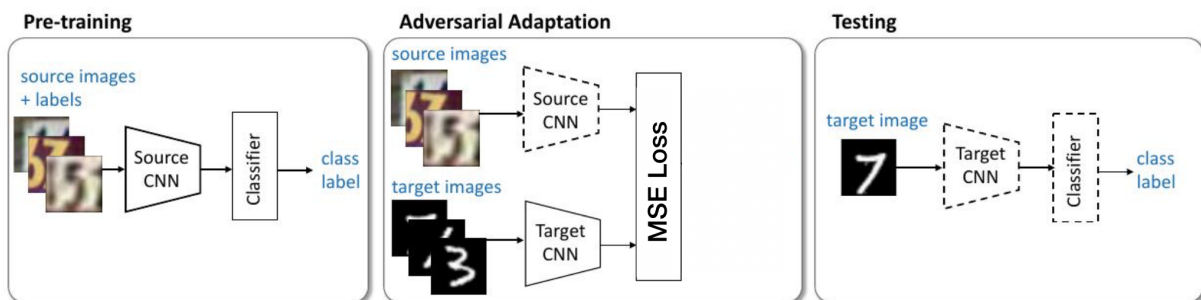 Pre-training
source images
+ labels
Source
CNN
Classifier
class
label
Adversarial Adaptation
source images
Source
CNN
target images
Target
CNN
MSE Loss
Testing
target image
7
Target
CNN
Classifier
class
label